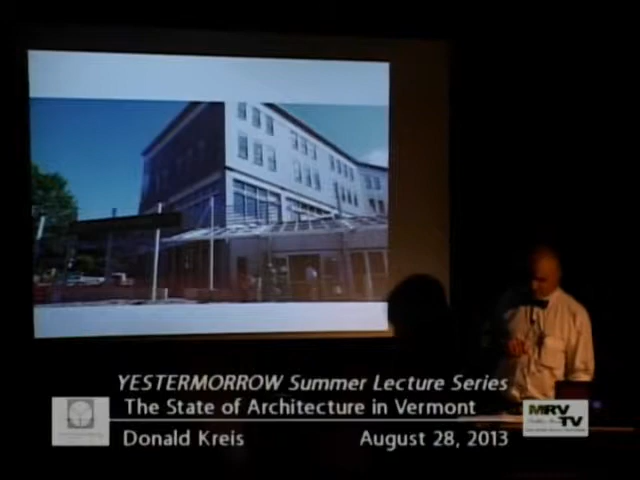 YESTERMORROW Summer Lecture Series
The State of Architecture in Vermont
Donald Kreis August 28, 2013
MRV
TV